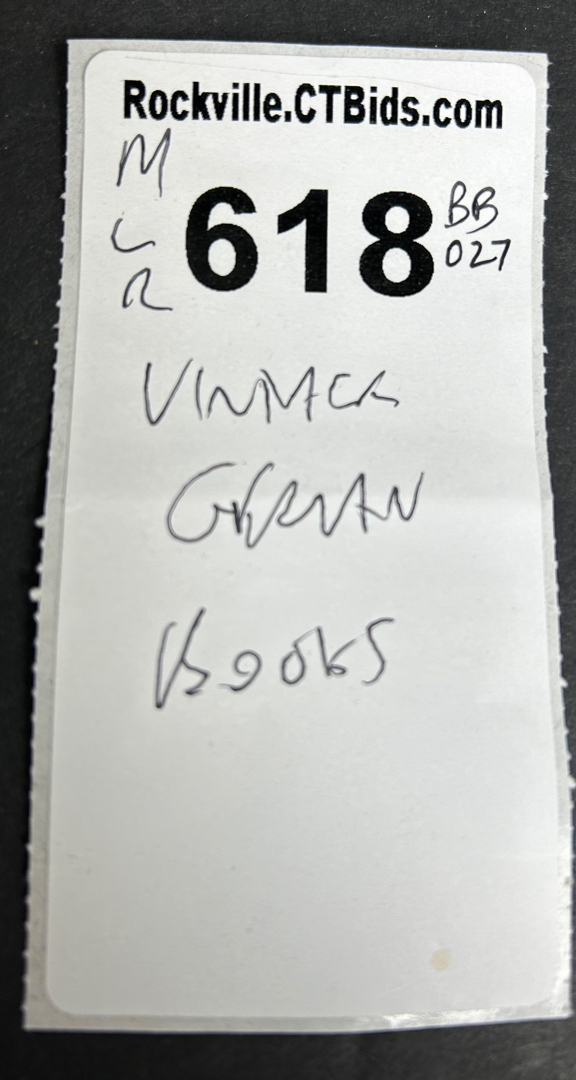 Rockville.CTBids.com
M
L
R
618
BB
027
VINTAGE
GERMAN
BOOKS